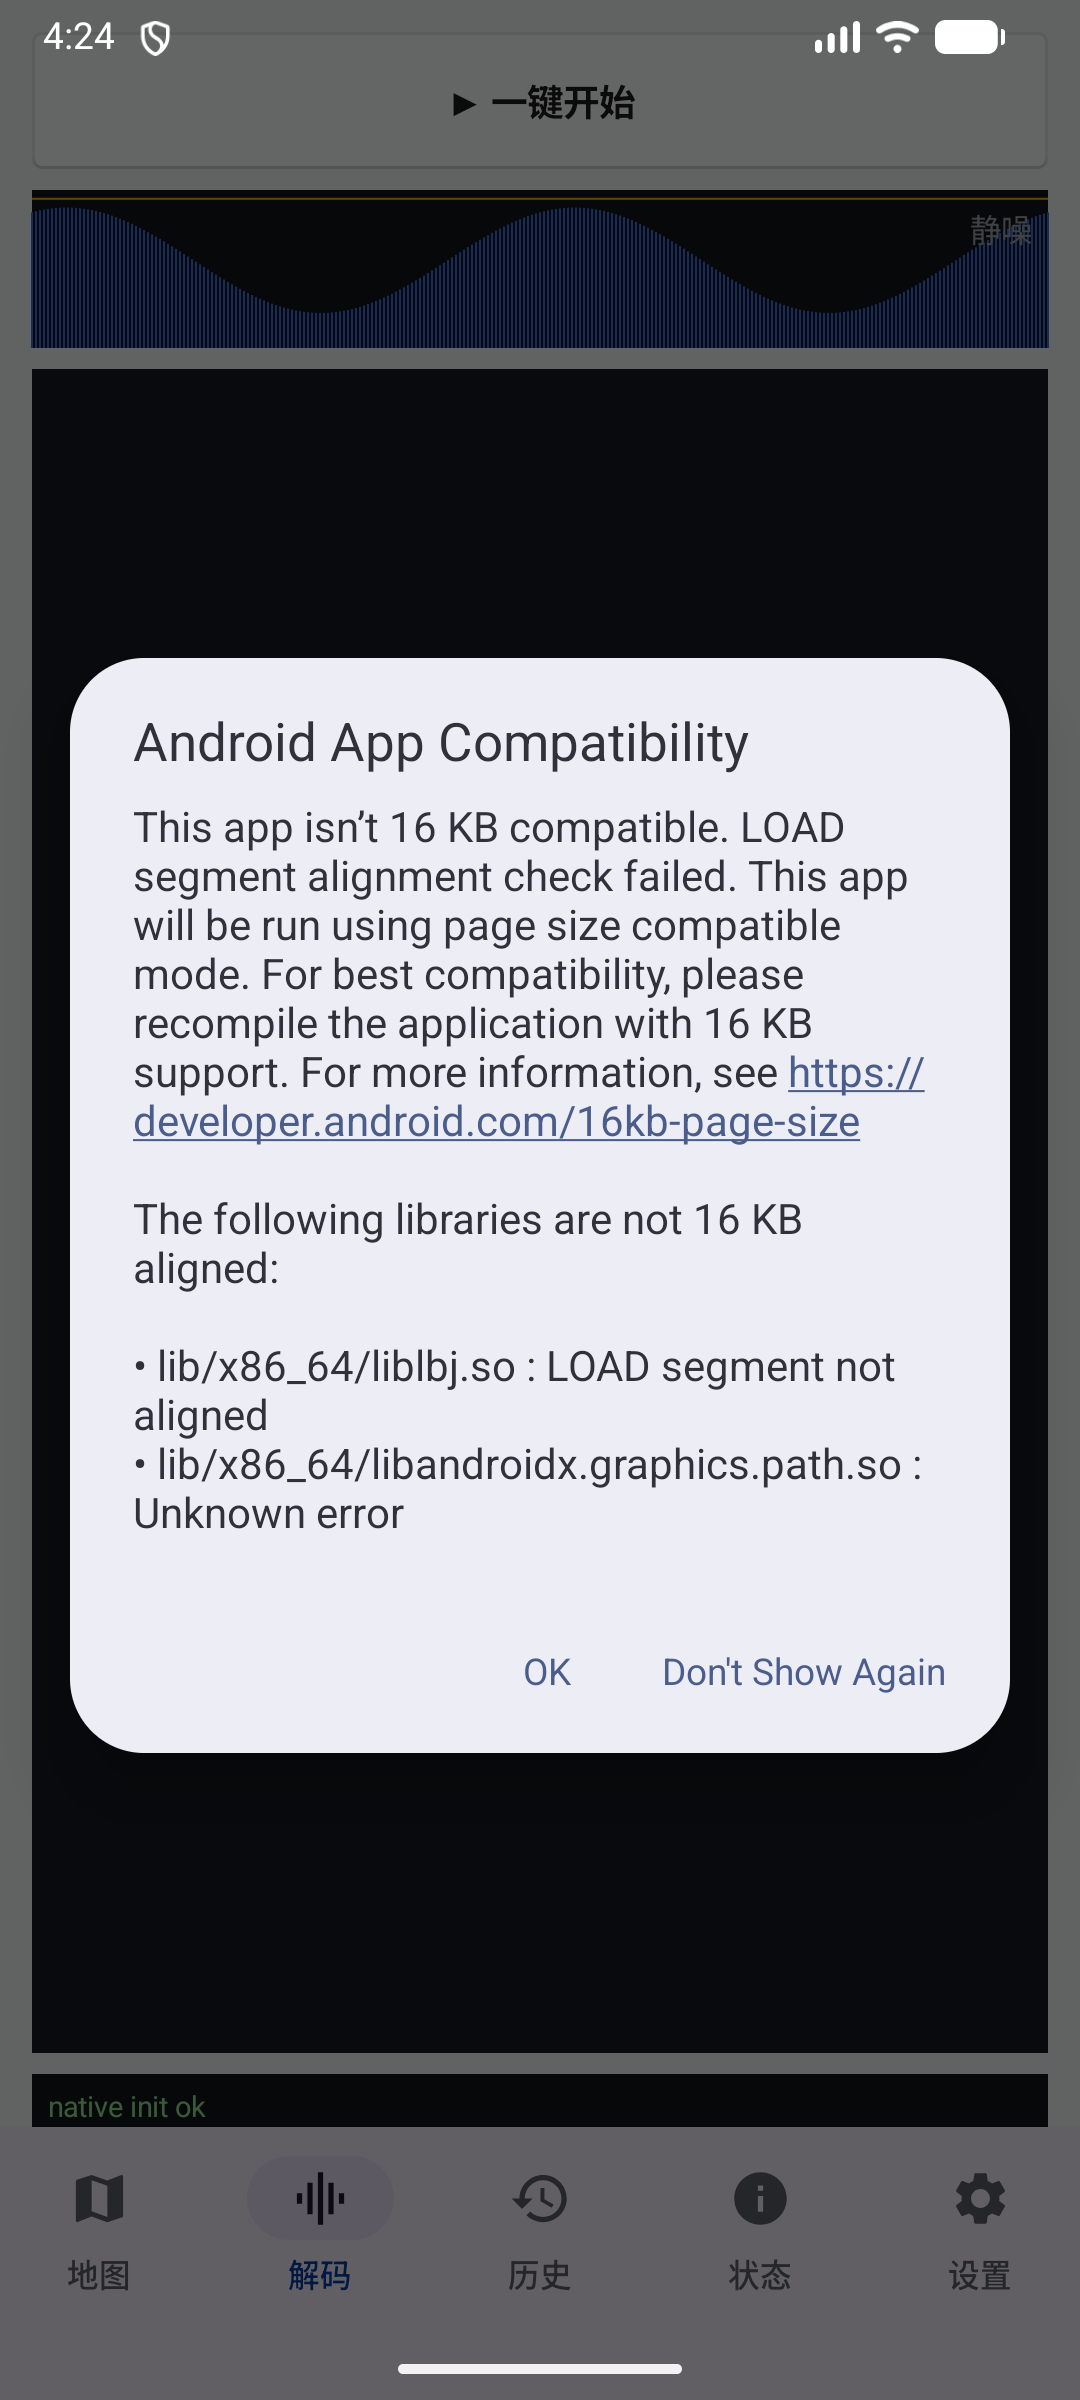 4:24
► 一键开始
静噪
Android App Compatibility
This app isn’t 16 KB compatible. LOAD
segment alignment check failed. This app
will be run using page size compatible
mode. For best compatibility, please
recompile the application with 16 KB
support. For more information, see https://
developer.android.com/16kb-page-size
The following libraries are not 16 KB
aligned:
• lib/x86_64/liblbj.so : LOAD segment not
aligned
• lib/x86_64/libandroidx.graphics.path.so :
Unknown error
OK Don't Show Again
native init ok
地图 解码 历史 状态 设置